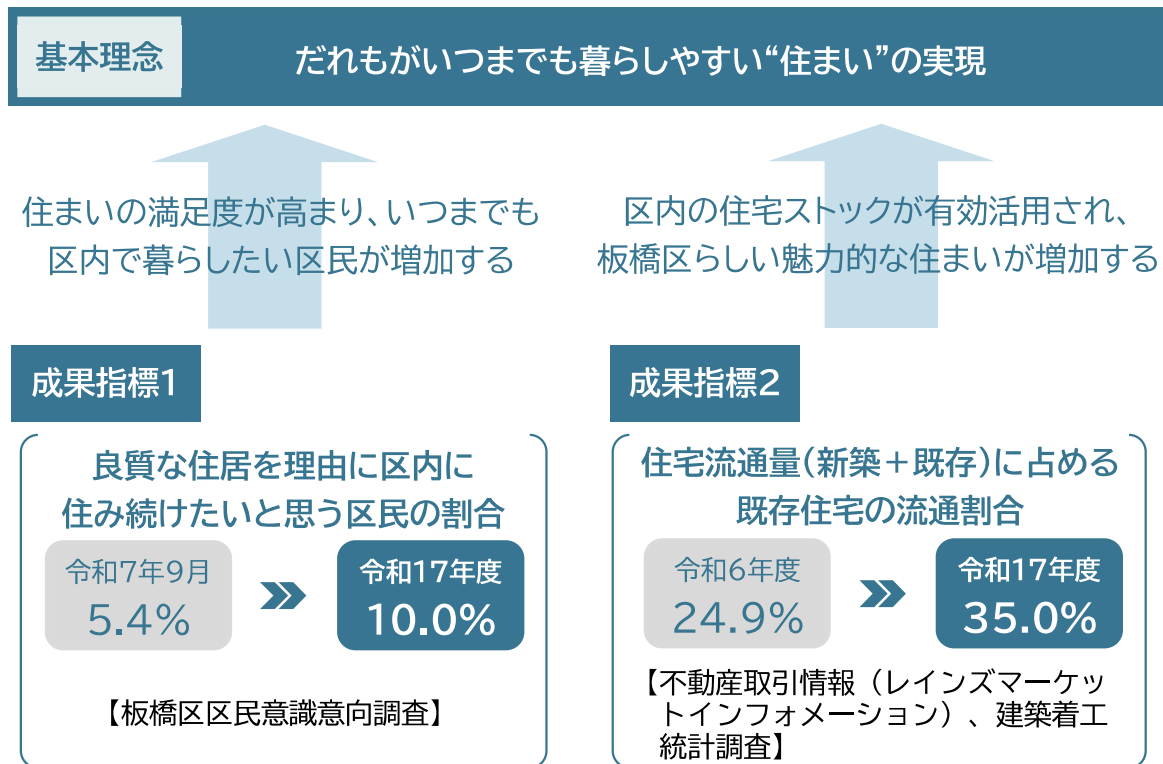 基本理念
だれもがいつまでも暮らしやすい“住まい”の実現
住まいの満足度が高まり、いつまでも
区内で暮らしたい区民が増加する
区内の住宅ストックが有効活用され、
板橋区らしい魅力的な住まいが増加する
成果指標1
良質な住居を理由に区内に
住み続けたいと思う区民の割合
令和7年9月
5.4%
令和17年度
10.0%
【板橋区区民意識意向調査】
成果指標2
住宅流通量(新築+既存)に占める
既存住宅の流通割合
令和6年度
24.9%
令和17年度
35.0%
【不動産取引情報（レインズマーケッ
トインフォメーション）、建築着工
統計調査】